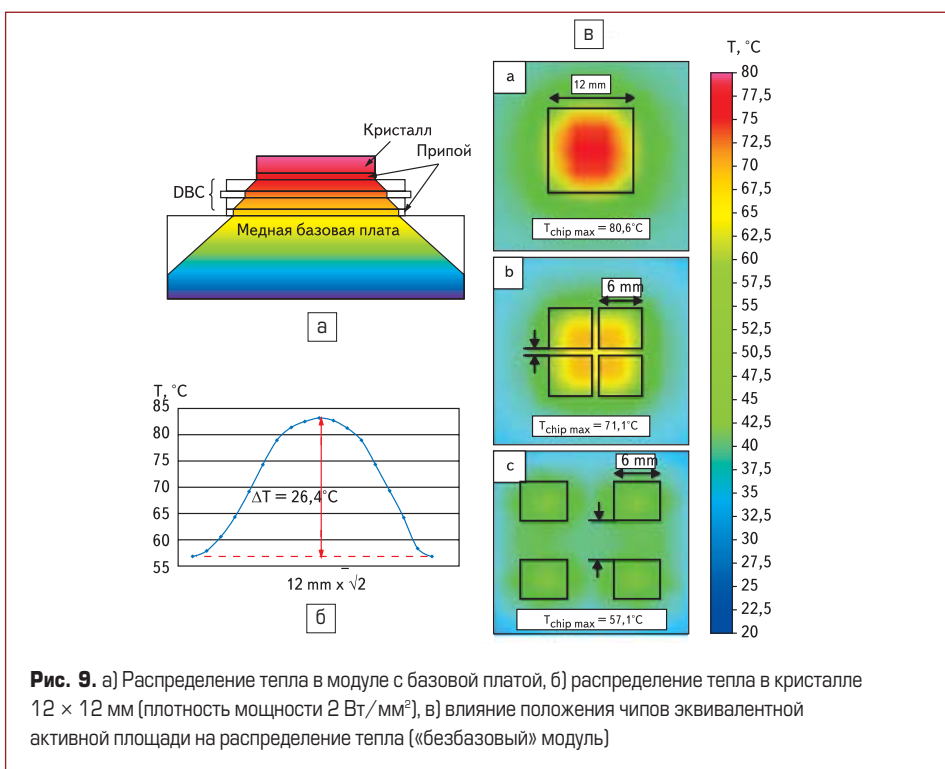 в
T, °C
80
77,5
75
72,5
70
67,5
65
62,5
60
57,5
55
52,5
50
47,5
45
42,5
40
37,5
35
32,5
30
27,5
25
22,5
20
Кристалл
Припой
DBC
Медная базовая плата
а
T, °C
85
80
75
70
65
60
55
ΔT = 26,4°C
12 mm x √2
б
a
12 mm
T chip max = 80,6°C
b
6 mm
T chip max = 71,1°C
c
6 mm
T chip max = 57,1°C
Рис. 9. а) Распределение тепла в модуле с базовой платой, б) распределение тепла в кристалле
12 × 12 мм (плотность мощности 2 Вт/мм²), в) влияние положения чипов эквивалентной
активной площади на распределение тепла («безбазовый» модуль)